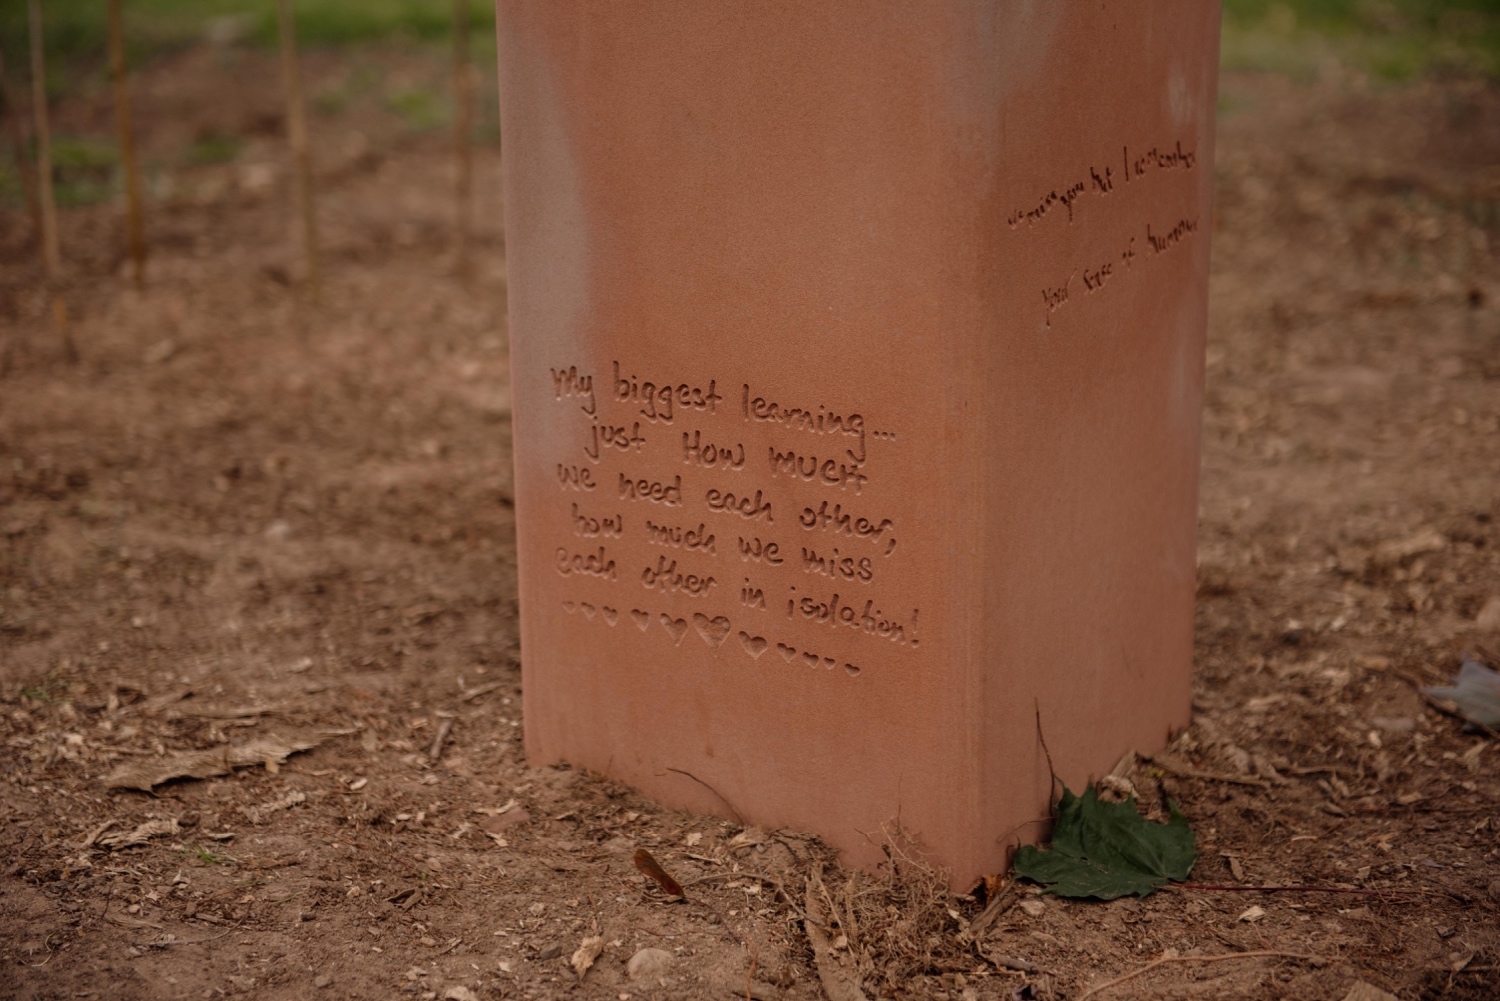 My biggest learning...
just How much
we need each other,
how much we miss
each other in isolation!
we miss you but I remember
your sense of humour